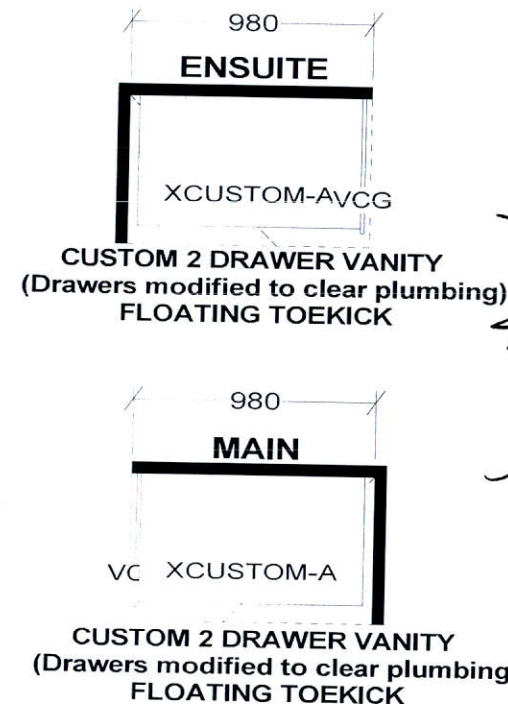 980
ENSUITE
XCUSTOM-AVCG
CUSTOM 2 DRAWER VANITY
(Drawers modified to clear plumbing)
FLOATING TOEKICK
980
MAIN
VC XCUSTOM-A
CUSTOM 2 DRAWER VANITY
(Drawers modified to clear plumbing
FLOATING TOEKICK